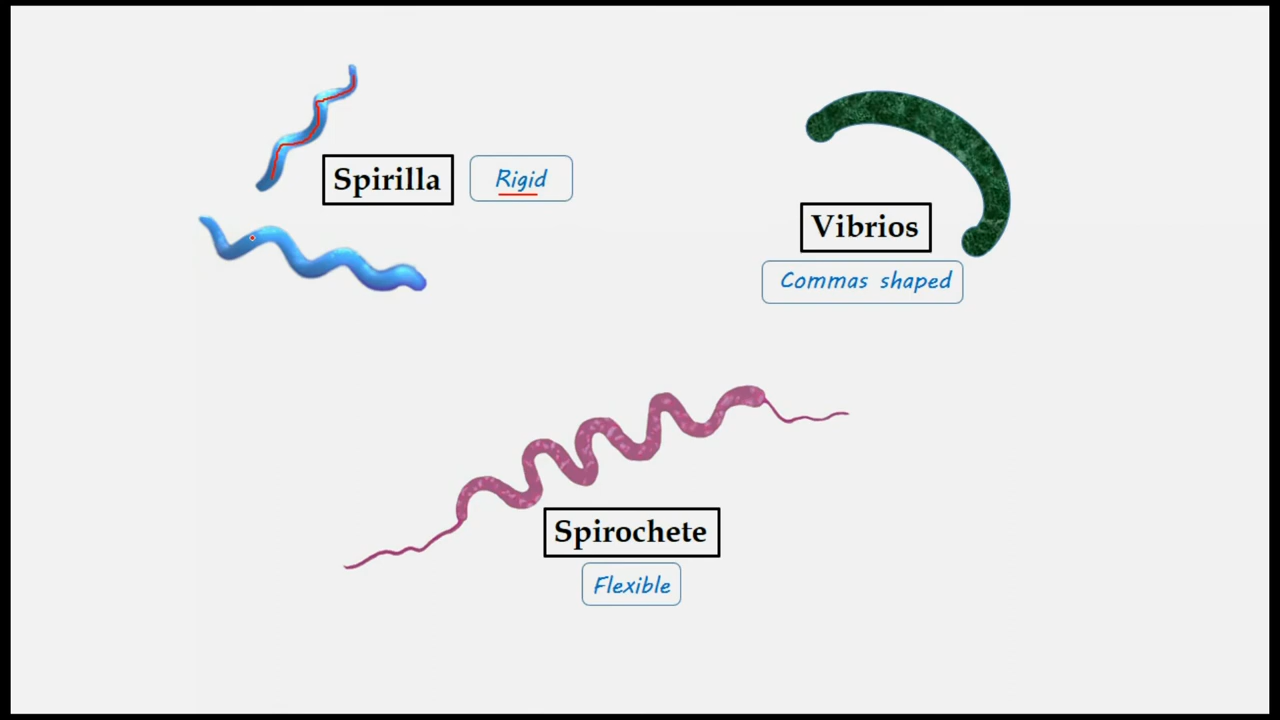 Spirilla
Rigid
Vibrios
Commas shaped
Spirochete
Flexible